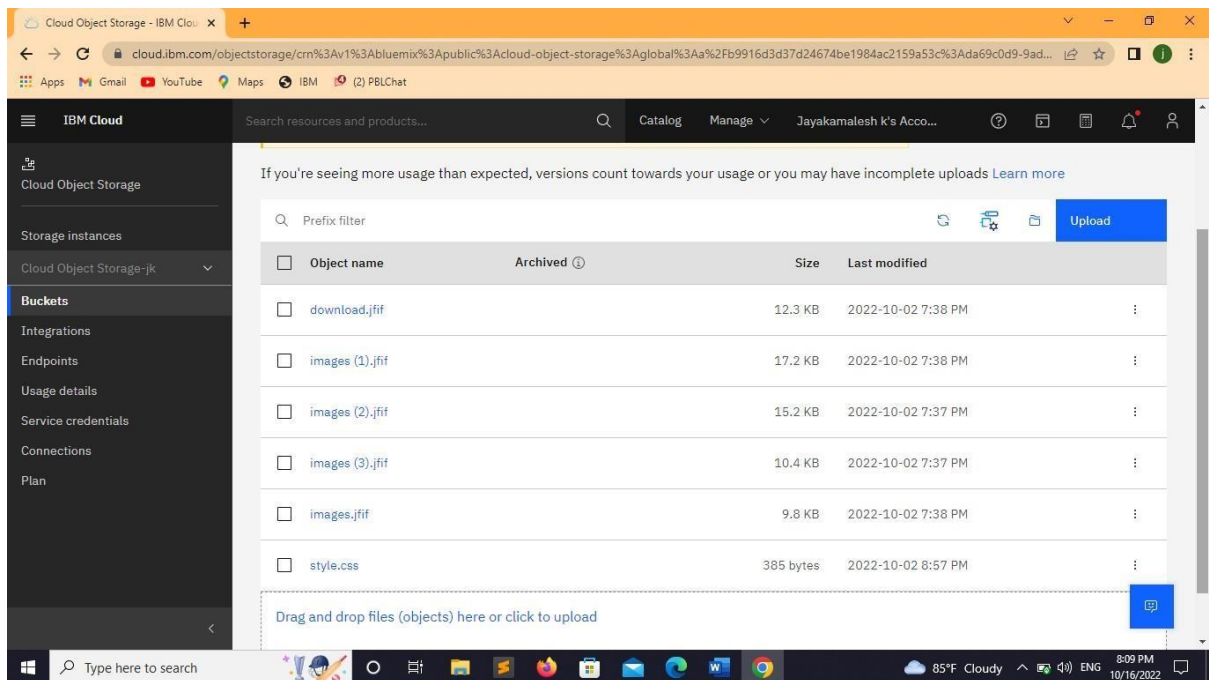 Cloud Object Storage - IBM Clou
cloud.ibm.com/objectstorage/crn%3Av1%3Abluemix%3Apublic%3Acloud-object-storage%3Aglobal%3Aa%2Fb9916d3d37d24674be1984ac2159a53c%3Ada69c0d9-9ad...
Apps Gmail YouTube Maps IBM (2) PBLChat
IBM Cloud Search resources and products... Catalog Manage Jayakamalesh k's Acco...
Cloud Object Storage
Storage instances
Cloud Object Storage-jk
Buckets
Integrations
Endpoints
Usage details
Service credentials
Connections
Plan
If you're seeing more usage than expected, versions count towards your usage or you may have incomplete uploads Learn more
Prefix filter Upload
Object name Archived Size Last modified
download.jfif 12.3 KB 2022-10-02 7:38 PM
images (1).jfif 17.2 KB 2022-10-02 7:38 PM
images (2).jfif 15.2 KB 2022-10-02 7:37 PM
images (3).jfif 10.4 KB 2022-10-02 7:37 PM
images.jfif 9.8 KB 2022-10-02 7:38 PM
style.css 385 bytes 2022-10-02 8:57 PM
Drag and drop files (objects) here or click to upload
Type here to search 85°F Cloudy ENG 8:09 PM
10/16/2022